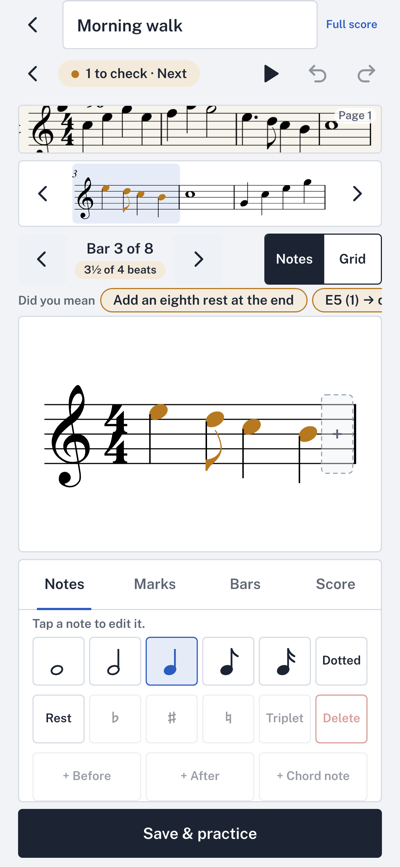 Morning walk
Full score
1 to check · Next
Page 1
3
Bar 3 of 8
3½ of 4 beats
Notes
Grid
Did you mean
Add an eighth rest at the end
E5 (1) →
4
4
+
Notes
Marks
Bars
Score
Tap a note to edit it.
Dotted
Rest
♭
♯
♮
Triplet
Delete
+ Before
+ After
+ Chord note
Save & practice